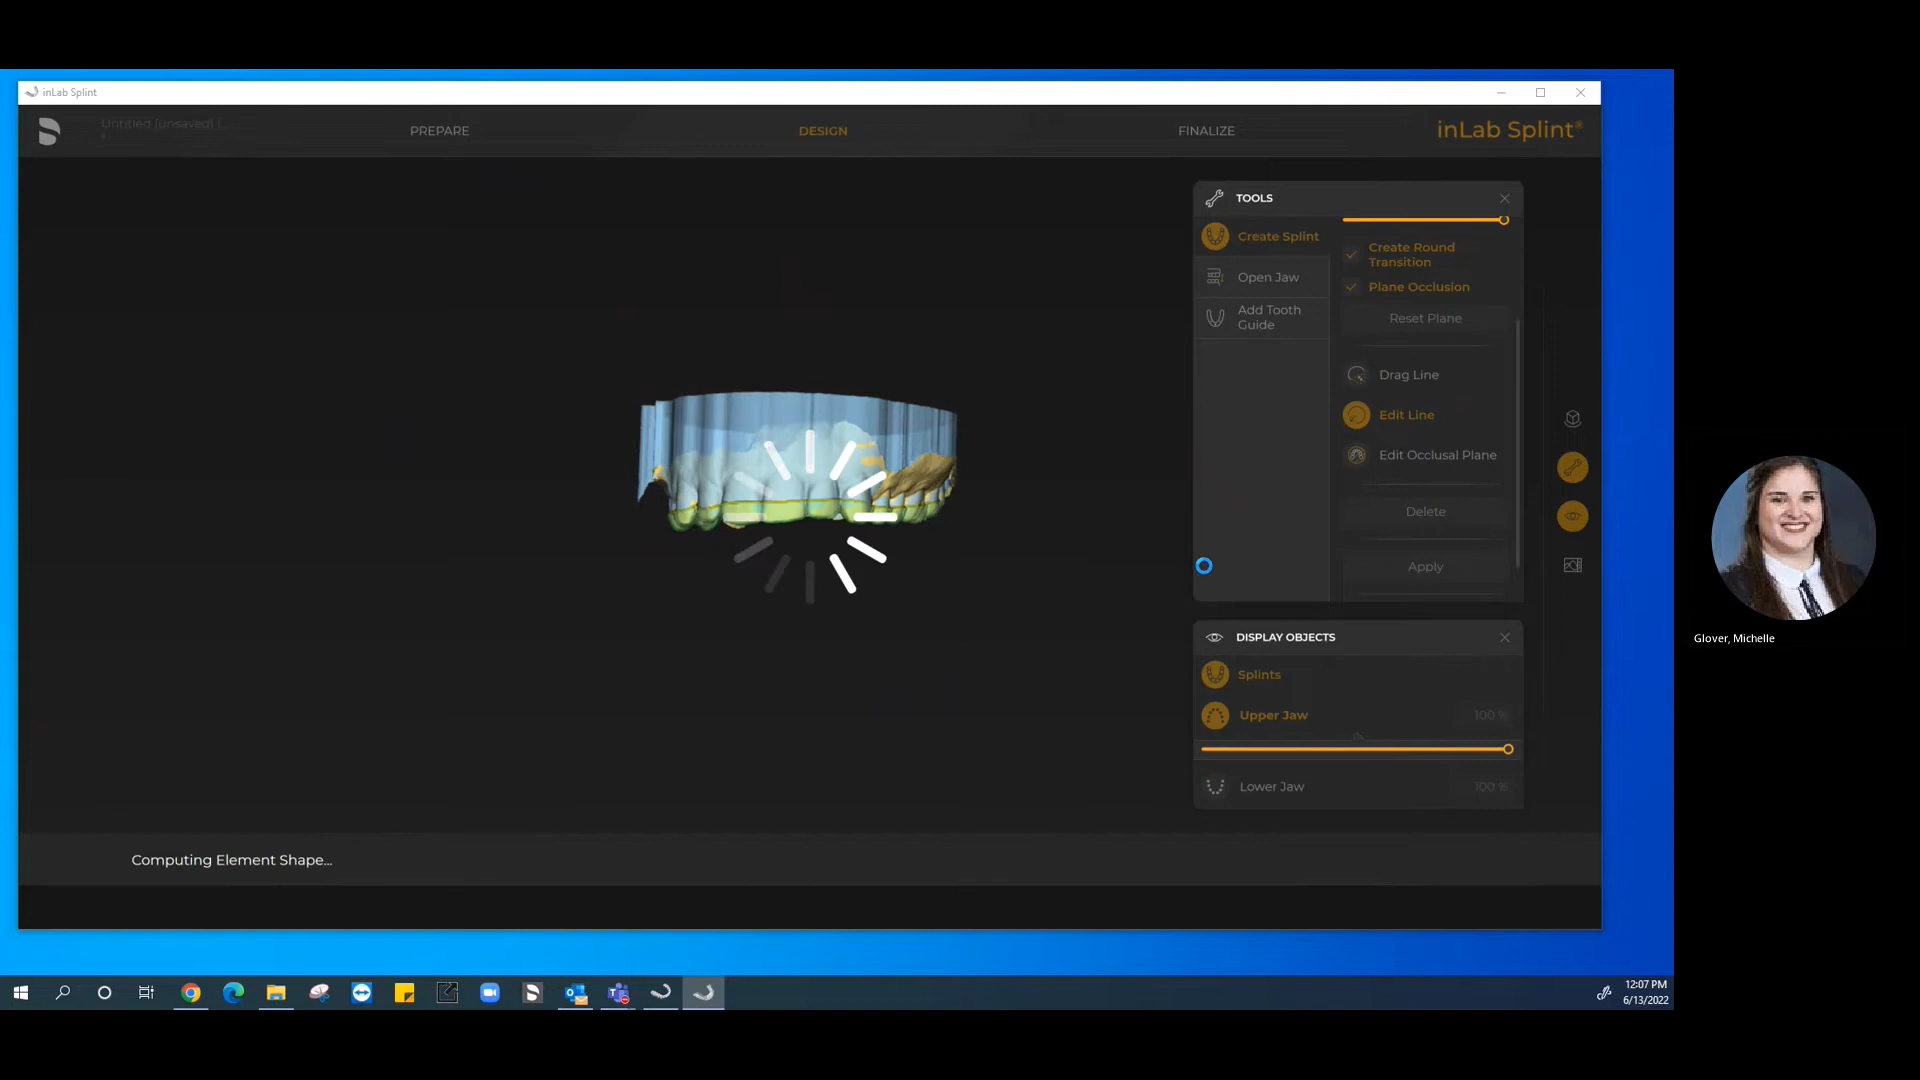 inLab Splint
Untitled (unsaved) | ...
PREPARE
DESIGN
FINALIZE
inLab Splint®
TOOLS
Create Splint
Open Jaw
Add Tooth
Guide
Create Round
Transition
Plane Occlusion
Reset Plane
Drag Line
Edit Line
Edit Occlusal Plane
Delete
Apply
DISPLAY OBJECTS
Splints
Upper Jaw
100 %
Lower Jaw
100 %
Computing Element Shape...
Glover, Michelle
12:07 PM
6/13/2022